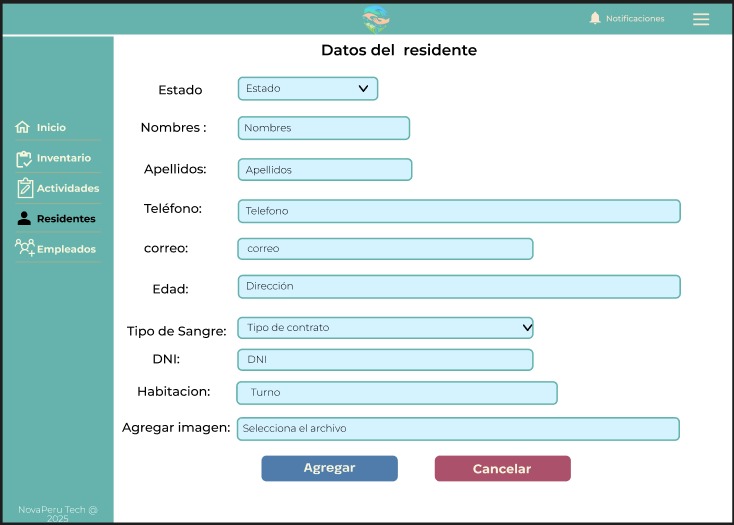 Notificaciones
Datos del residente
Estado
Estado
Nombres :
Nombres
Apellidos:
Apellidos
Teléfono:
Telefono
correo:
correo
Edad:
Dirección
Tipo de Sangre:
Tipo de contrato
DNI:
DNI
Habitacion:
Turno
Agregar imagen:
Selecciona el archivo
Agregar
Cancelar
Inicio
Inventario
Actividades
Residentes
Empleados
NovaPeru Tech @
2025